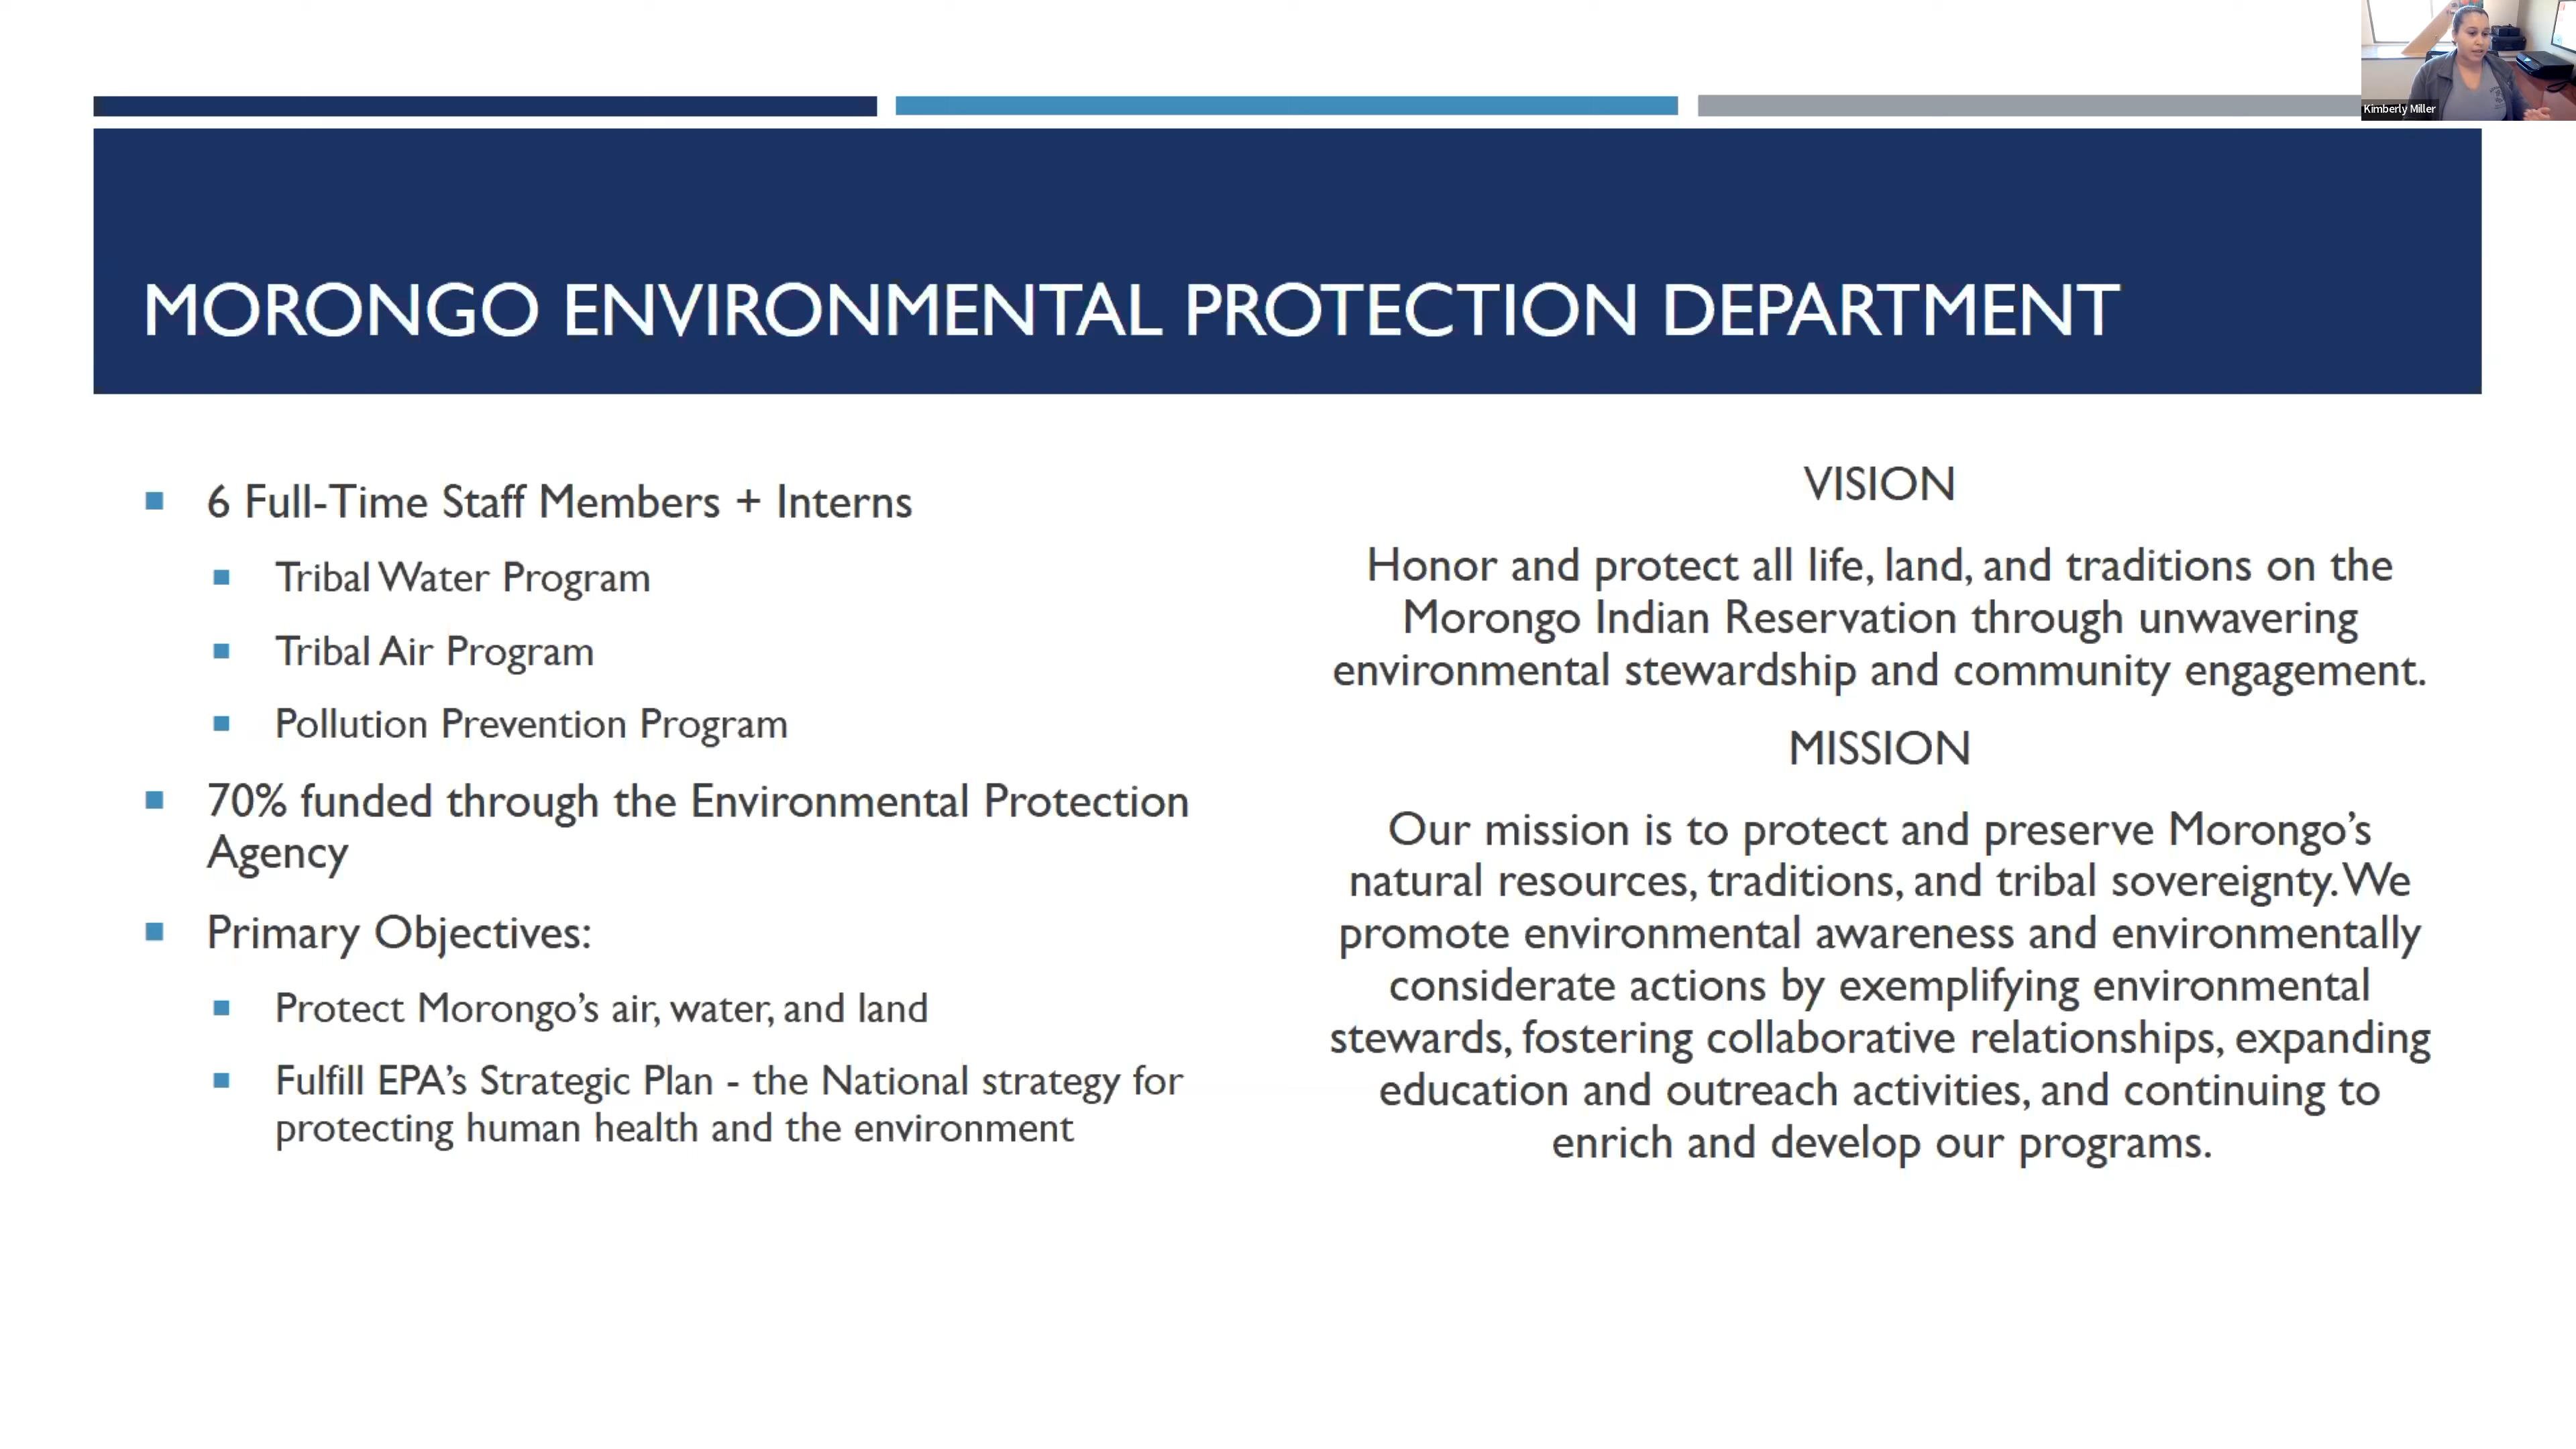 Kimberly Miller
MORONGO ENVIRONMENTAL PROTECTION DEPARTMENT
6 Full-Time Staff Members + Interns
Tribal Water Program
Tribal Air Program
Pollution Prevention Program
70% funded through the Environmental Protection
Agency
Primary Objectives:
Protect Morongo's air, water, and land
Fulfill EPA's Strategic Plan - the National strategy for
protecting human health and the environment
VISION
Honor and protect all life, land, and traditions on the
Morongo Indian Reservation through unwavering
environmental stewardship and community engagement.
MISSION
Our mission is to protect and preserve Morongo's
natural resources, traditions, and tribal sovereignty. We
promote environmental awareness and environmentally
considerate actions by exemplifying environmental
stewards, fostering collaborative relationships, expanding
education and outreach activities, and continuing to
enrich and develop our programs.